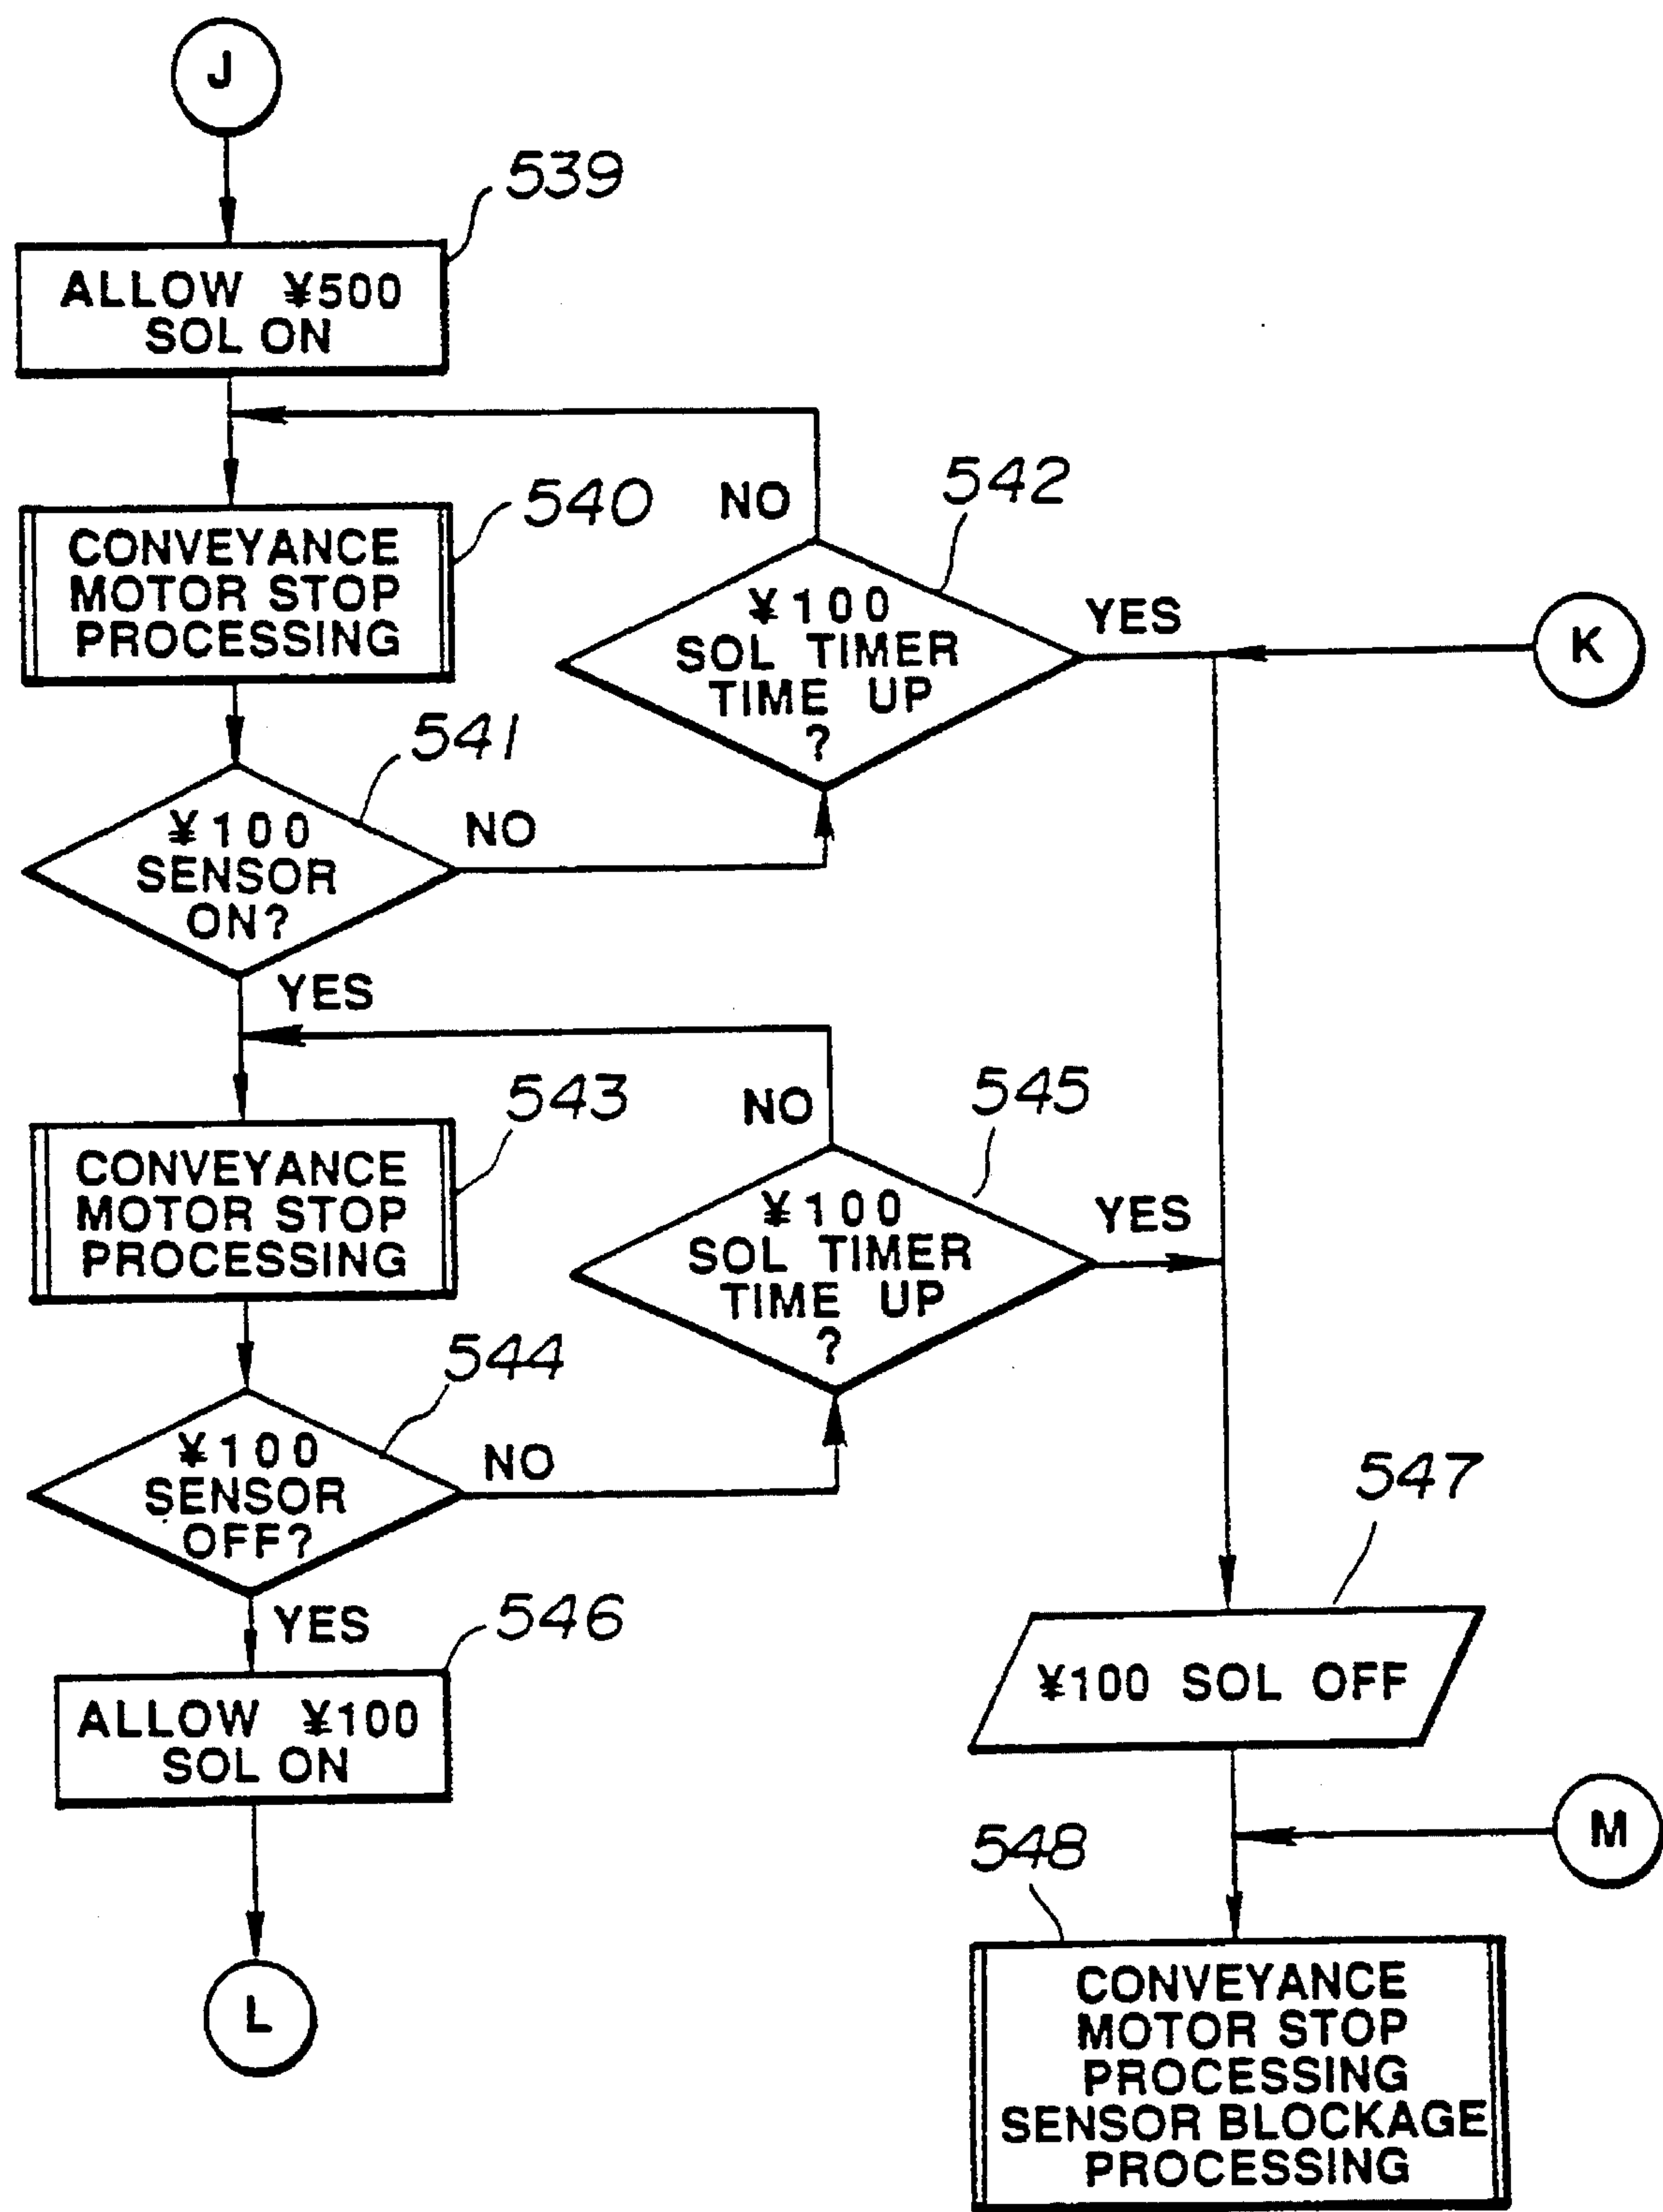 J
539
ALLOW ¥500
SOL ON
540
CONVEYANCE
MOTOR STOP
PROCESSING
NO
542
¥100
SOL TIMER
TIME UP
?
YES
K
541
¥100
SENSOR
ON?
NO
YES
543
CONVEYANCE
MOTOR STOP
PROCESSING
NO
545
¥100
SOL TIMER
TIME UP
?
YES
544
¥100
SENSOR
OFF?
NO
YES
546
ALLOW ¥100
SOL ON
L
547
¥100 SOL OFF
M
548
CONVEYANCE
MOTOR STOP
PROCESSING
SENSOR BLOCKAGE
PROCESSING